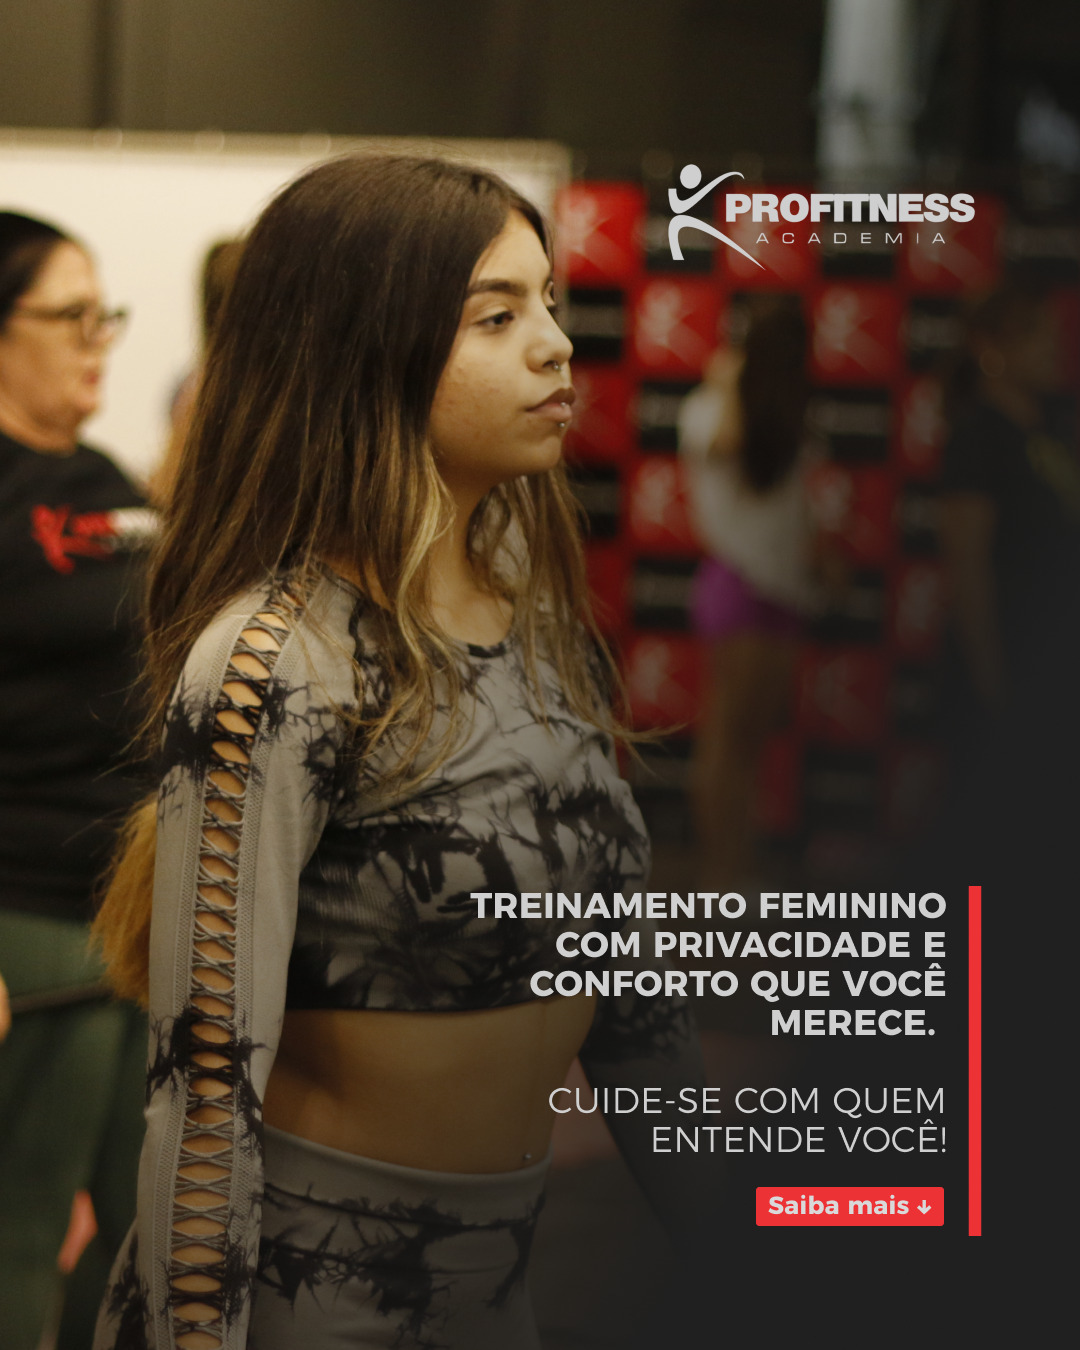 PROFITNESS
ACADEMIA
TREINAMENTO FEMININO
COM PRIVACIDADE E
CONFORTO QUE VOCÊ
MERECE.
CUIDE-SE COM QUEM
ENTENDE VOCÊ!
Saiba mais ↓